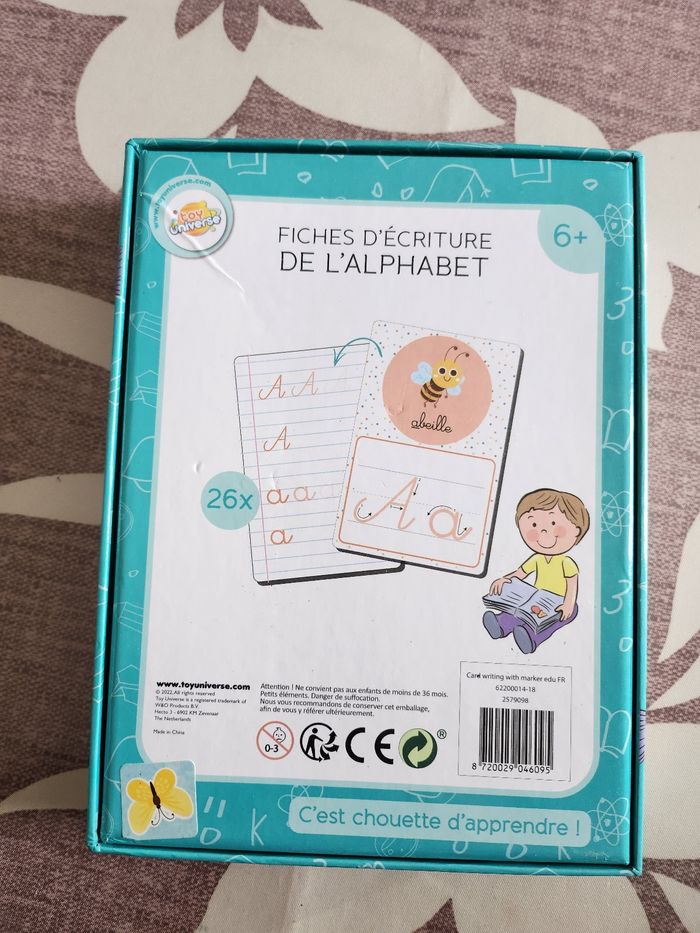 www.toyuniverse.com
toy
universe
FICHES D'ÉCRITURE
DE L'ALPHABET
6+
A A
A
26x
a a
a
abeille
A a
www.toyuniverse.com
© 2022, All rights reserved
Toy Universe is a registered trademark of
W&O Products B.V.
Hecto 3 - 6902 KM Zevenaar
The Netherlands
Made in China
Attention ! Ne convient pas aux enfants de moins de 36 mois.
Petits éléments. Danger de suffocation.
Nous vous recommandons de conserver cet emballage,
afin de vous y référer ultérieurement.
0-3
CE
®
Card writing with marker edu FR
62200014-18
2579098
8 720029 046095
C'est chouette d'apprendre !